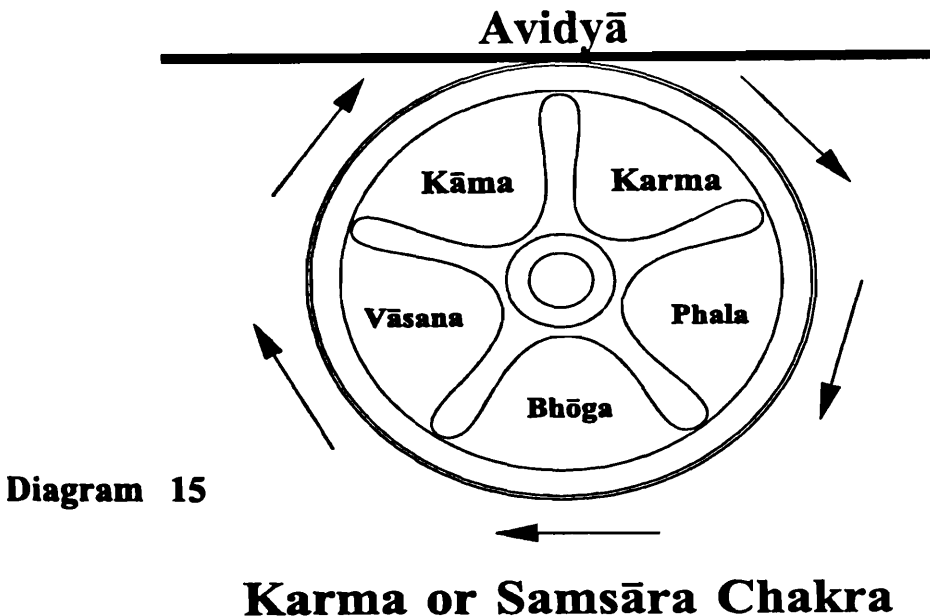 Avidyā
Kāma
Karma
Vāsana
Phala
Bhōga
Diagram 15
Karma or Samsāra Chakra